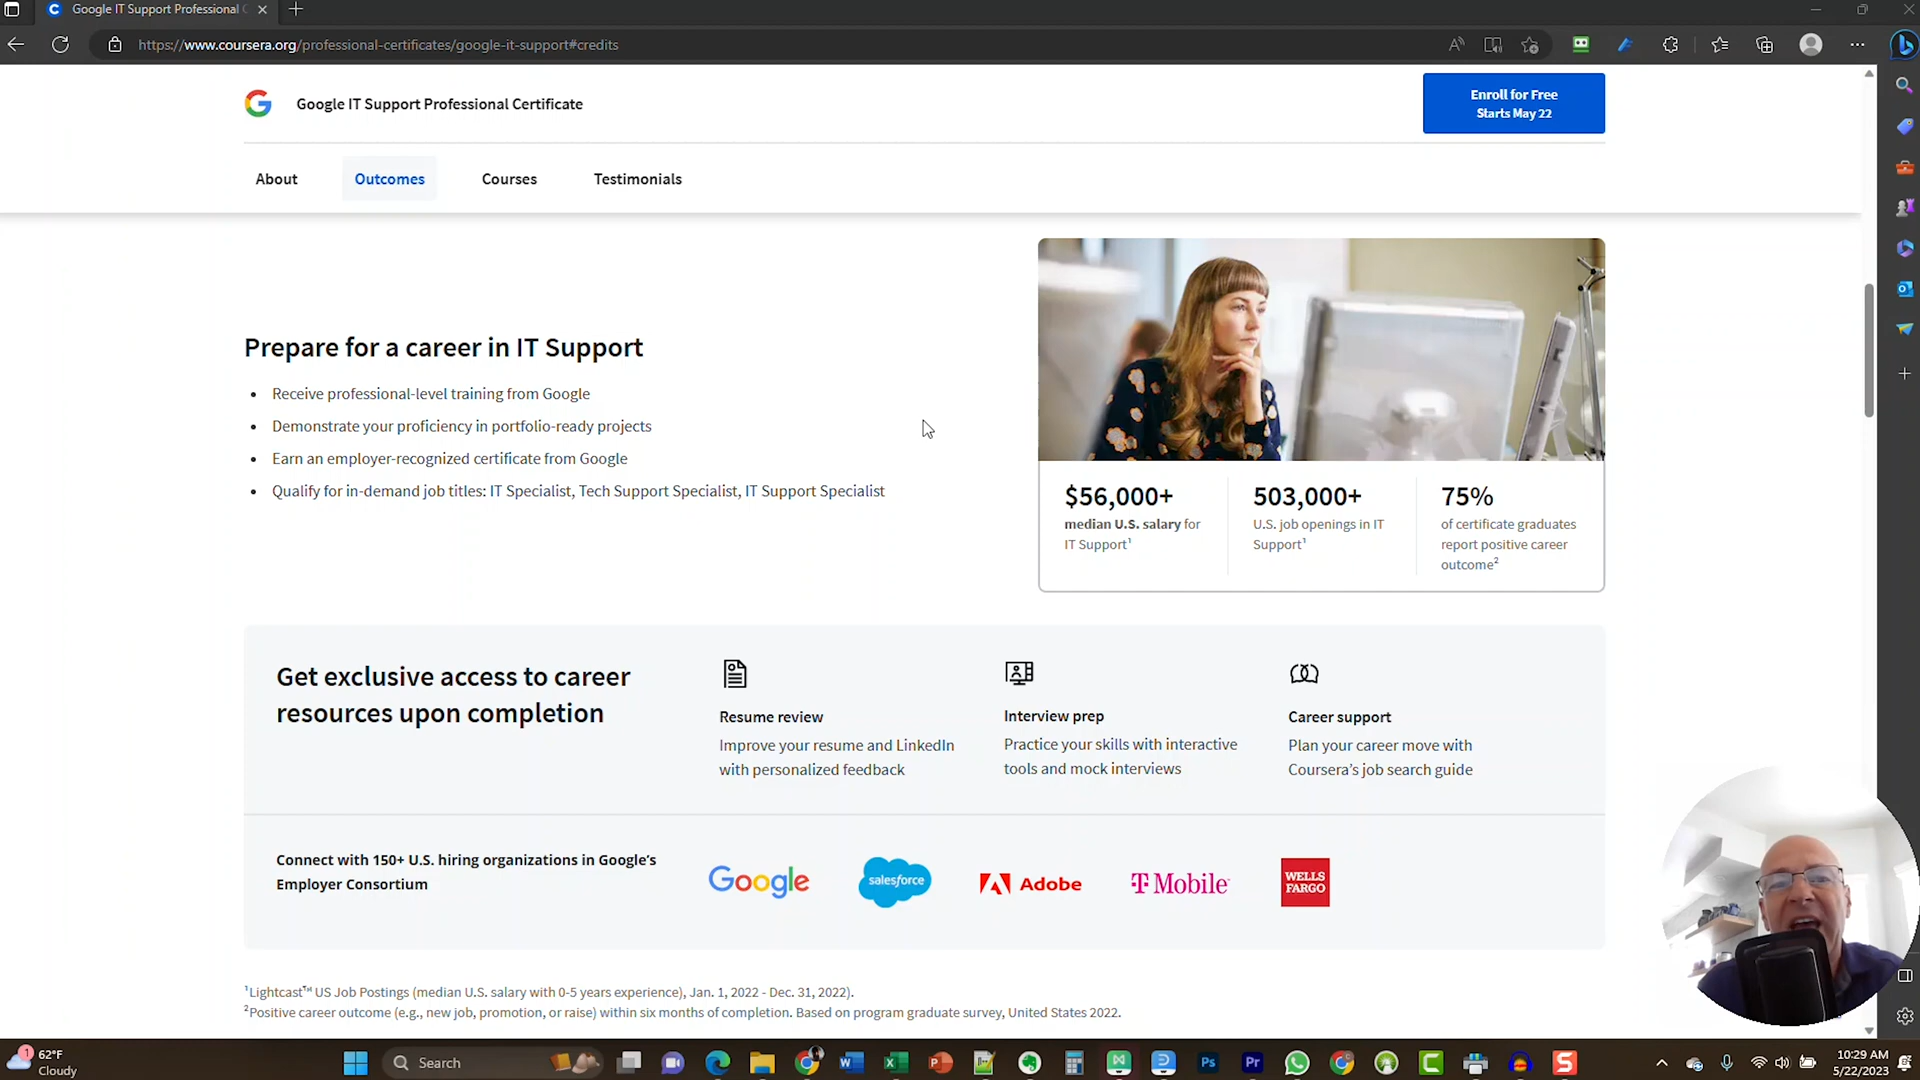 Google IT Support Professional C
https://www.coursera.org/professional-certificates/google-it-support#credits
Google IT Support Professional Certificate
Enroll for Free
Starts May 22
About
Outcomes
Courses
Testimonials
Prepare for a career in IT Support
Receive professional-level training from Google
Demonstrate your proficiency in portfolio-ready projects
Earn an employer-recognized certificate from Google
Qualify for in-demand job titles: IT Specialist, Tech Support Specialist, IT Support Specialist
$56,000+
median U.S. salary for
IT Support¹
503,000+
U.S. job openings in IT
Support¹
75%
of certificate graduates
report positive career
outcome²
Get exclusive access to career
resources upon completion
Resume review
Improve your resume and LinkedIn
with personalized feedback
Interview prep
Practice your skills with interactive
tools and mock interviews
Career support
Plan your career move with
Coursera's job search guide
Connect with 150+ U.S. hiring organizations in Google's
Employer Consortium
Google
salesforce
Adobe
T Mobile
WELLS
FARGO
¹Lightcast™ US Job Postings (median U.S. salary with 0-5 years experience), Jan. 1, 2022 - Dec. 31, 2022).
²Positive career outcome (e.g., new job, promotion, or raise) within six months of completion. Based on program graduate survey, United States 2022.
1
62°F
Cloudy
Search
Ps
Pr
10:29 AM
5/22/2023